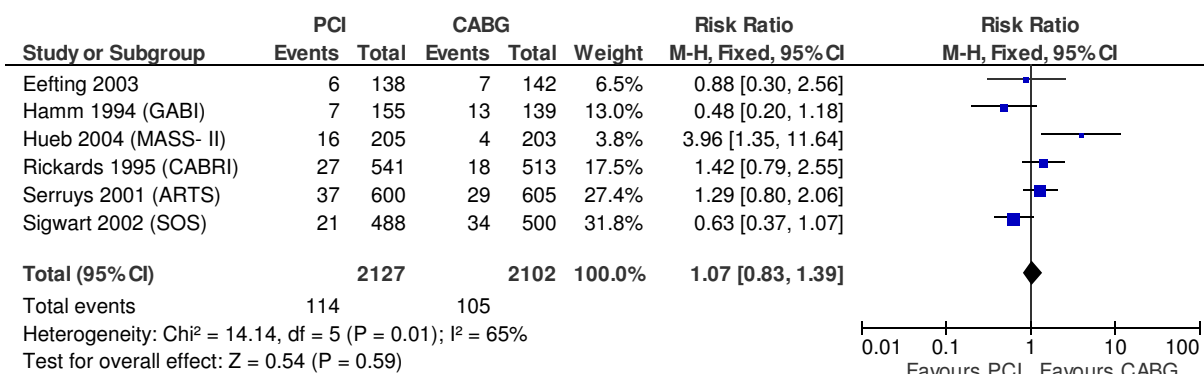 PCI CABG Risk Ratio Risk Ratio
Study or Subgroup Events Total Events Total Weight M-H, Fixed, 95% CI M-H, Fixed, 95% CI
Eefting 2003 6 138 7 142 6.5% 0.88 [0.30, 2.56]
Hamm 1994 (GABI) 7 155 13 139 13.0% 0.48 [0.20, 1.18]
Hueb 2004 (MASS- II) 16 205 4 203 3.8% 3.96 [1.35, 11.64]
Rickards 1995 (CABRI) 27 541 18 513 17.5% 1.42 [0.79, 2.55]
Serruys 2001 (ARTS) 37 600 29 605 27.4% 1.29 [0.80, 2.06]
Sigwart 2002 (SOS) 21 488 34 500 31.8% 0.63 [0.37, 1.07]
Total (95% CI) 2127 2102 100.0% 1.07 [0.83, 1.39]
Total events 114 105
Heterogeneity: Chi² = 14.14, df = 5 (P = 0.01); I² = 65%
Test for overall effect: Z = 0.54 (P = 0.59)
0.01 0.1 1 10 100
Favours PCI Favours CABG